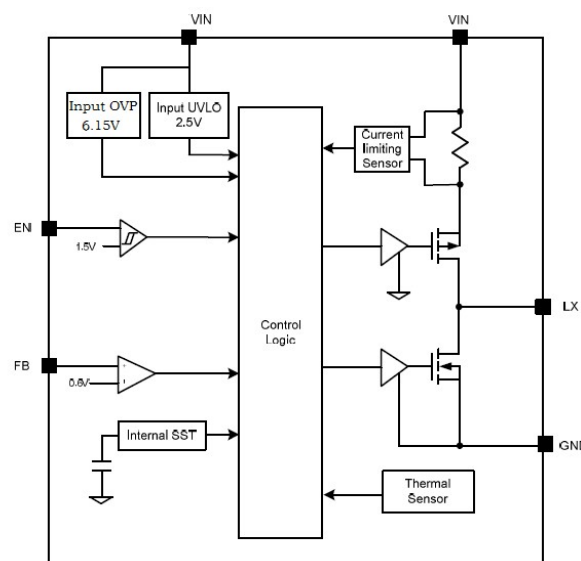 VIN
VIN
Input OVP
6.15V
Input UVLO
2.5V
Current
limiting
Sensor
EN
1.5V
LX
Control
Logic
FB
0.6V
Internal SST
GND
Thermal
Sensor